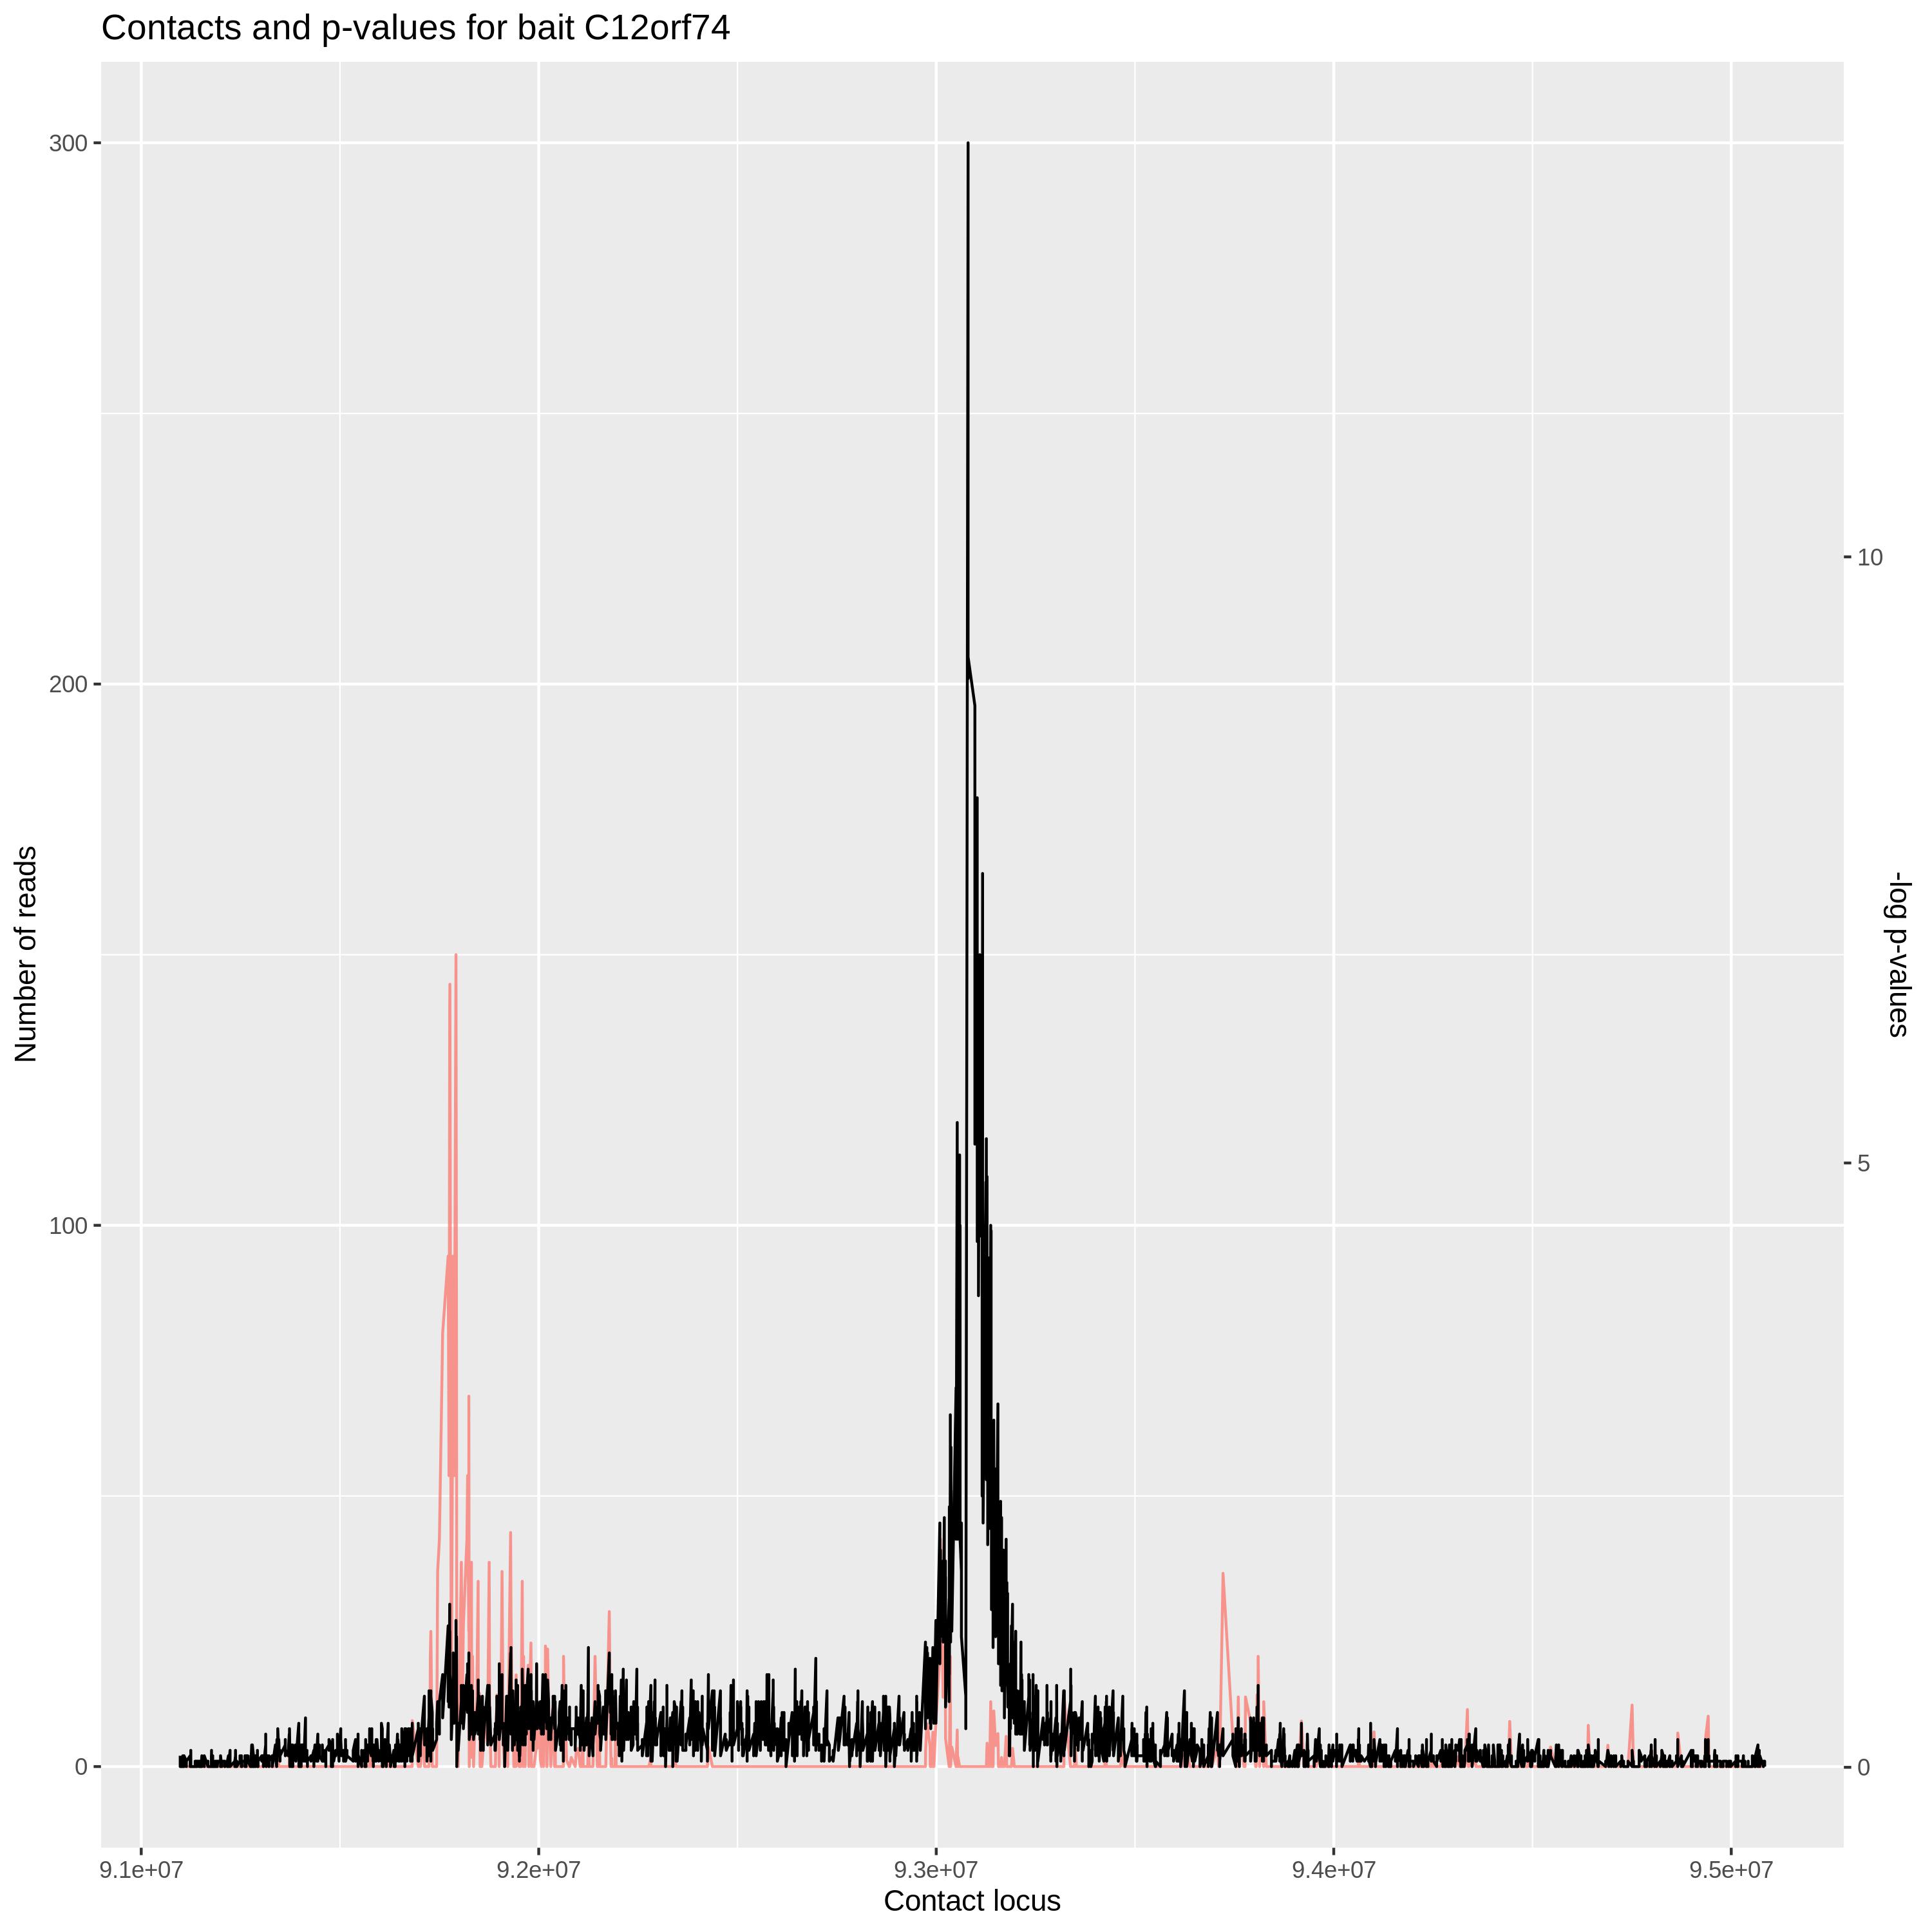 Contacts and p-values for bait C12orf74
300
200
100
0
Number of reads
10
5
0
-log p-values
9.1e+07 9.2e+07 9.3e+07 9.4e+07 9.5e+07
Contact locus